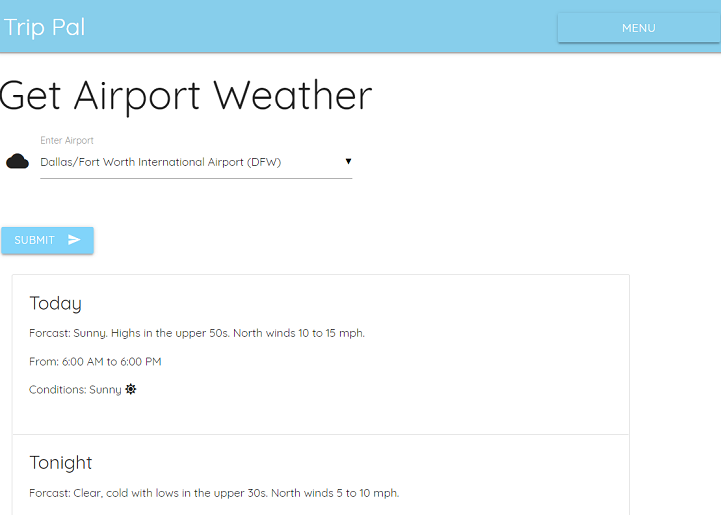 Trip Pal
MENU
Get Airport Weather
Enter Airport
Dallas/Fort Worth International Airport (DFW)
SUBMIT
Today
Forcast: Sunny. Highs in the upper 50s. North winds 10 to 15 mph.
From: 6:00 AM to 6:00 PM
Conditions: Sunny
Tonight
Forcast: Clear, cold with lows in the upper 30s. North winds 5 to 10 mph.